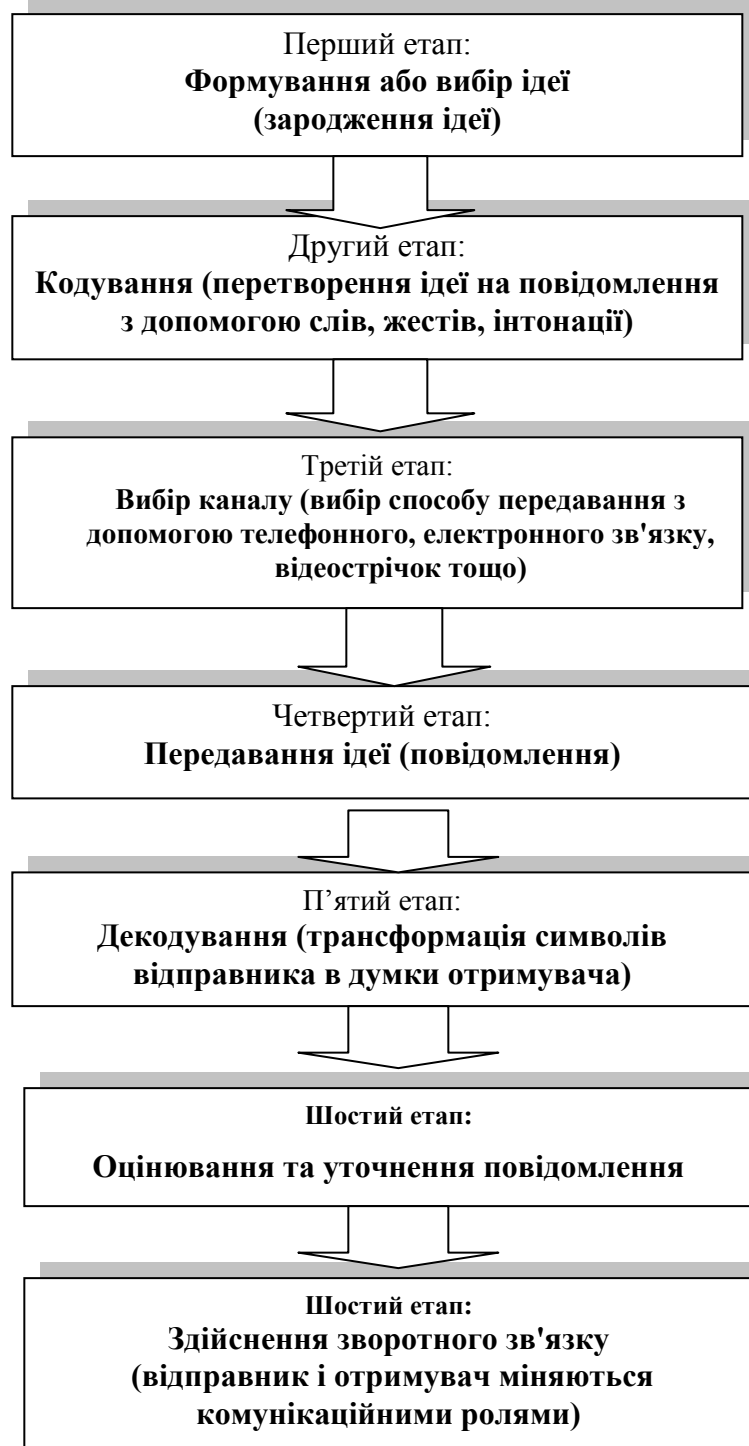 Перший етап:
Формування або вибір ідеї
(зародження ідеї)
Другий етап:
Кодування (перетворення ідеї на повідомлення
з допомогою слів, жестів, інтонації)
Третій етап:
Вибір каналу (вибір способу передавання з
допомогою телефонного, електронного зв'язку,
відеострічок тощо)
Четвертий етап:
Передавання ідеї (повідомлення)
П’ятий етап:
Декодування (трансформація символів
відправника в думки отримувача)
Шостий етап:
Оцінювання та уточнення повідомлення
Шостий етап:
Здійснення зворотного зв'язку
(відправник і отримувач міняються
комунікаційними ролями)